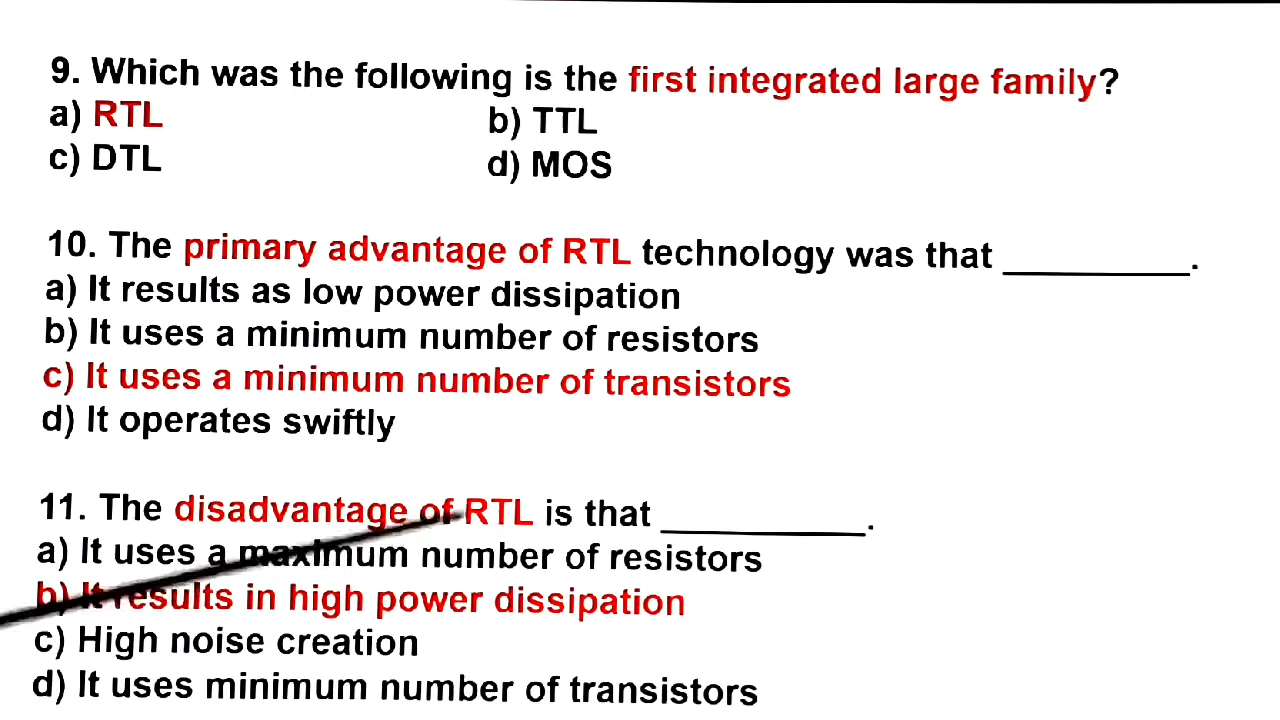 9. Which was the following is the first integrated large family?
a) RTL b) TTL
c) DTL d) MOS
10. The primary advantage of RTL technology was that __________.
a) It results as low power dissipation
b) It uses a minimum number of resistors
c) It uses a minimum number of transistors
d) It operates swiftly
11. The disadvantage of RTL is that ___________.
a) It uses a maximum number of resistors
b) It results in high power dissipation
c) High noise creation
d) It uses minimum number of transistors